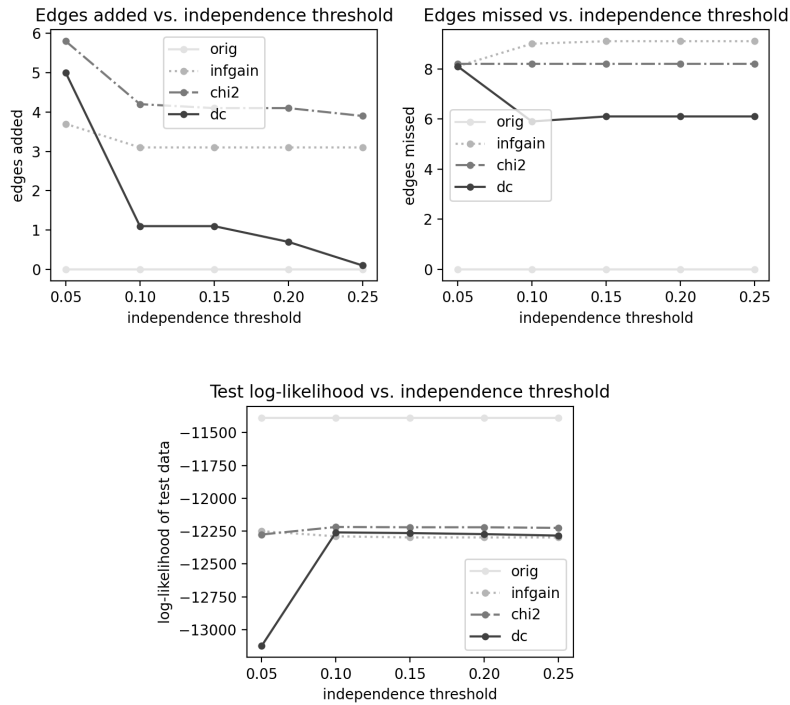 Edges added vs. independence threshold
edges added
6
5
4
3
2
1
0
orig
infgain
chi2
dc
0.05 0.10 0.15 0.20 0.25
independence threshold
Edges missed vs. independence threshold
edges missed
8
6
4
2
0
orig
infgain
chi2
dc
0.05 0.10 0.15 0.20 0.25
independence threshold
Test log-likelihood vs. independence threshold
log-likelihood of test data
−11500
−11750
−12000
−12250
−12500
−12750
−13000
orig
infgain
chi2
dc
0.05 0.10 0.15 0.20 0.25
independence threshold